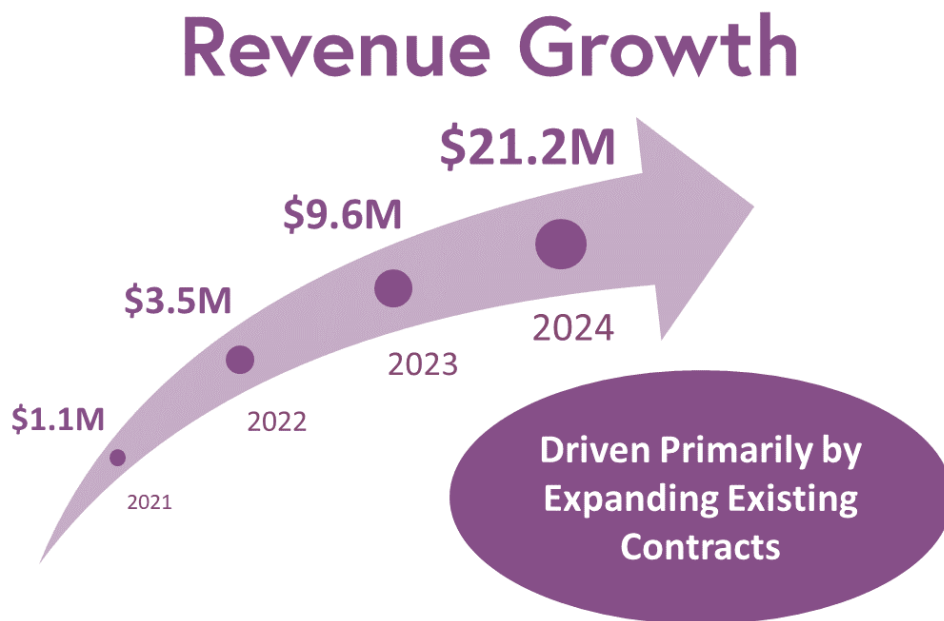 Revenue Growth
$21.2M
$9.6M
$3.5M
2024
2023
$1.1M
2022
2021
Driven Primarily by
Expanding Existing
Contracts